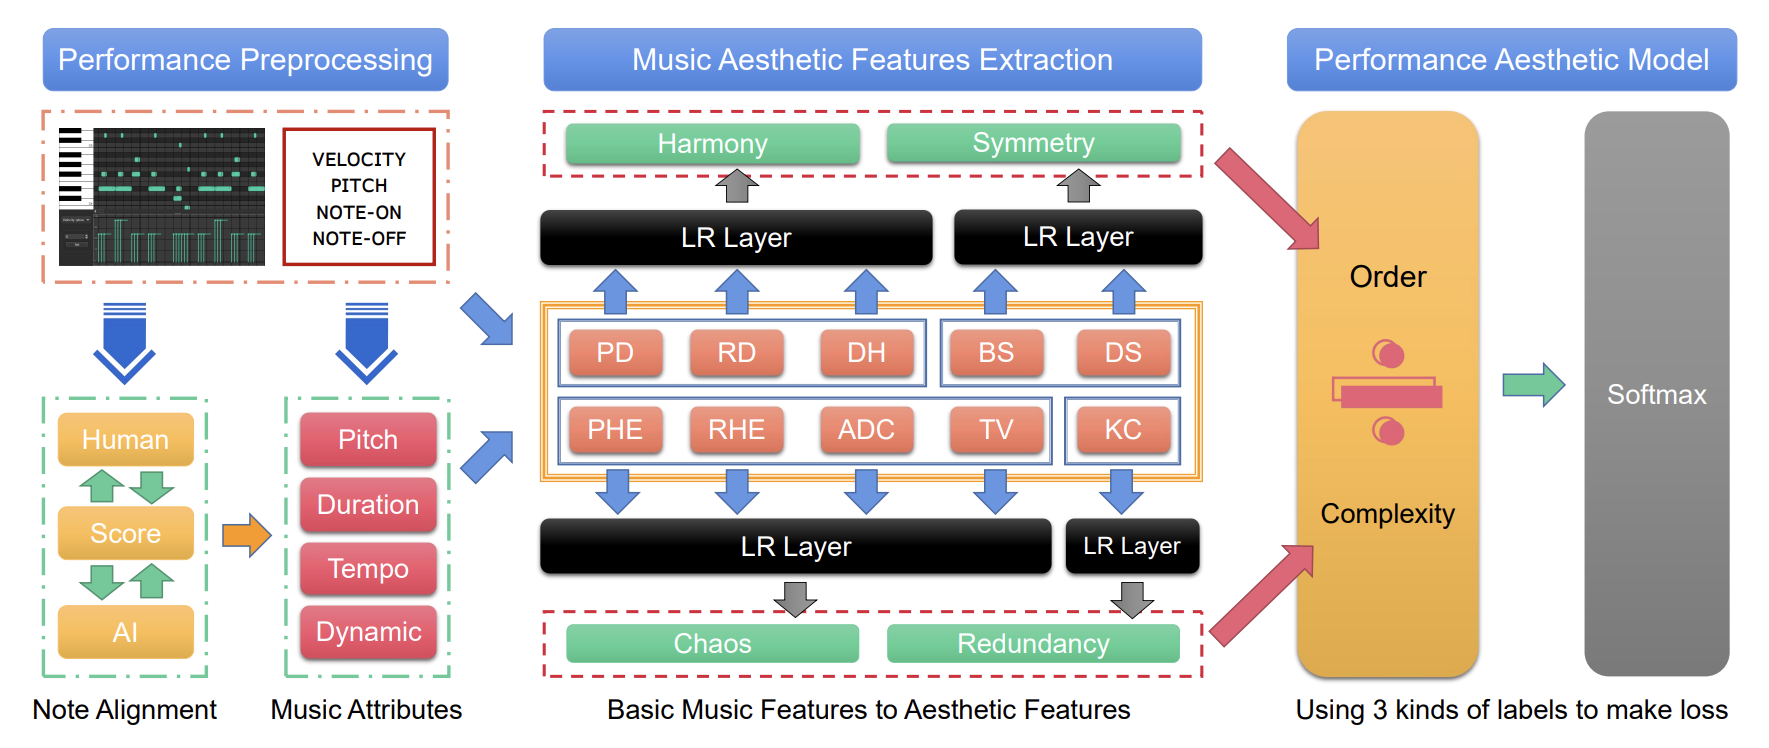 Performance Preprocessing
VELOCITY
PITCH
NOTE-ON
NOTE-OFF
Human
Score
AI
Note Alignment
Pitch
Duration
Tempo
Dynamic
Music Attributes
Music Aesthetic Features Extraction
Harmony
Symmetry
LR Layer
LR Layer
PD
RD
DH
BS
DS
PHE
RHE
ADC
TV
KC
LR Layer
LR Layer
Chaos
Redundancy
Basic Music Features to Aesthetic Features
Performance Aesthetic Model
Order
Complexity
Softmax
Using 3 kinds of labels to make loss